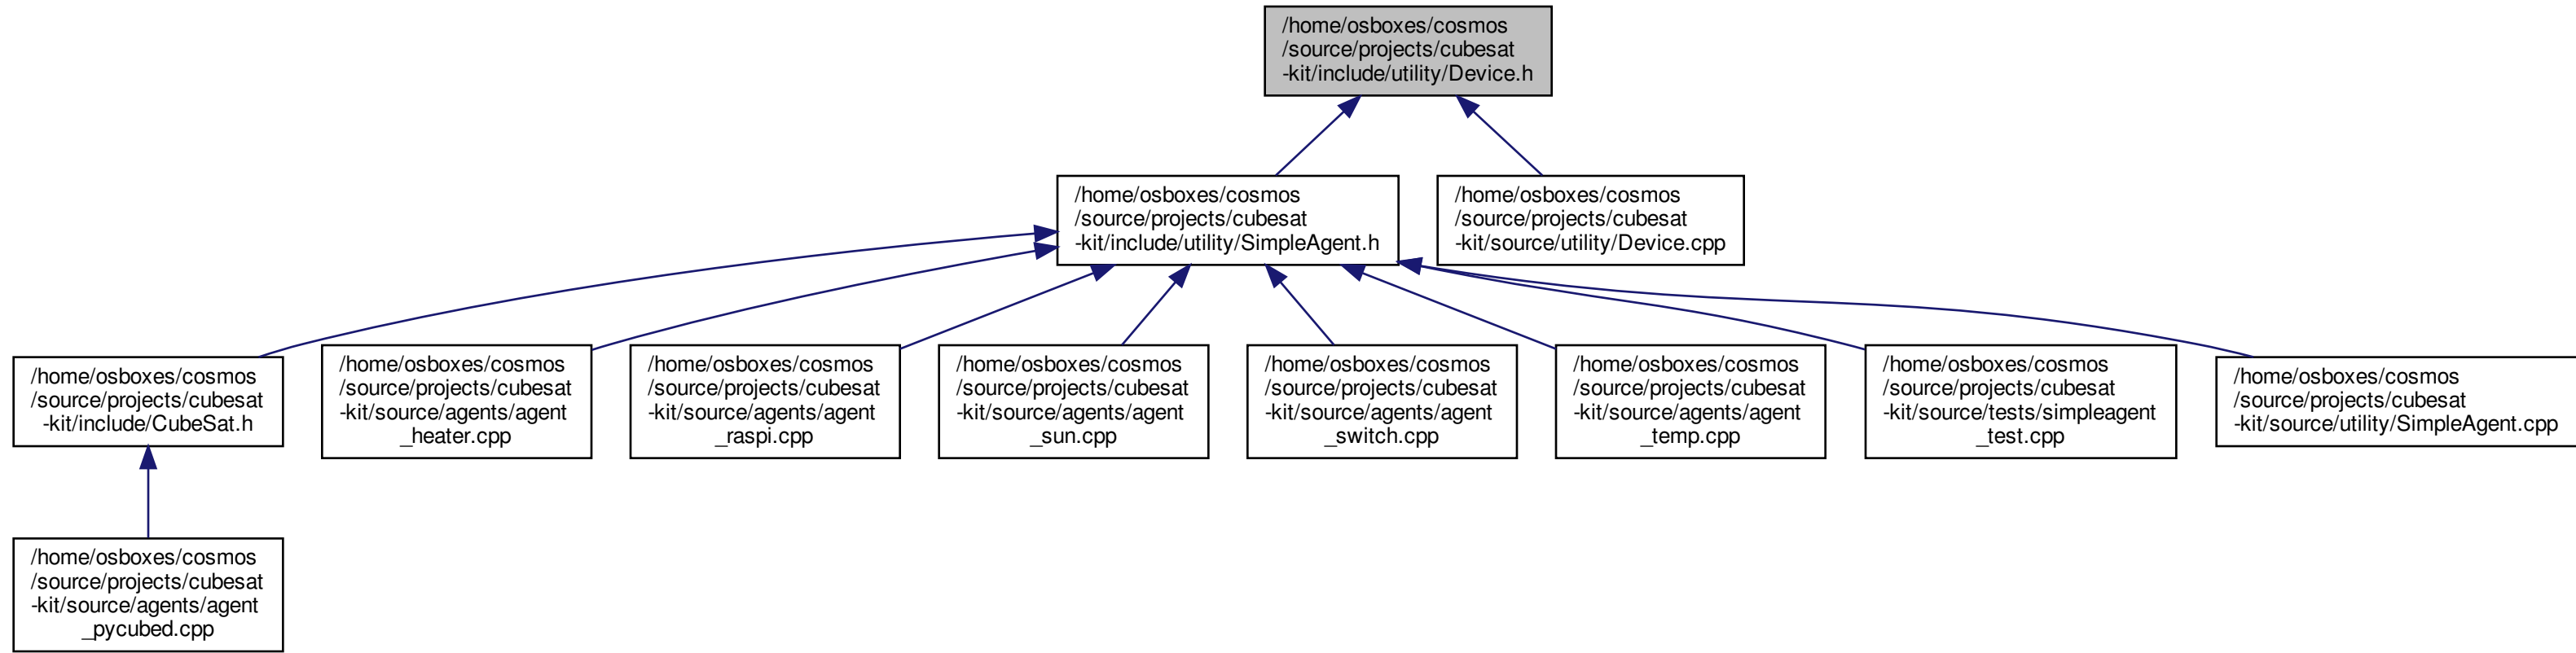 /home/osboxes/cosmos
/source/projects/cubesat
-kit/include/utility/Device.h
/home/osboxes/cosmos
/source/projects/cubesat
-kit/include/utility/SimpleAgent.h
/home/osboxes/cosmos
/source/projects/cubesat
-kit/source/utility/Device.cpp
/home/osboxes/cosmos
/source/projects/cubesat
-kit/include/CubeSat.h
/home/osboxes/cosmos
/source/projects/cubesat
-kit/source/agents/agent
_heater.cpp
/home/osboxes/cosmos
/source/projects/cubesat
-kit/source/agents/agent
_raspi.cpp
/home/osboxes/cosmos
/source/projects/cubesat
-kit/source/agents/agent
_sun.cpp
/home/osboxes/cosmos
/source/projects/cubesat
-kit/source/agents/agent
_switch.cpp
/home/osboxes/cosmos
/source/projects/cubesat
-kit/source/agents/agent
_temp.cpp
/home/osboxes/cosmos
/source/projects/cubesat
-kit/source/tests/simpleagent
_test.cpp
/home/osboxes/cosmos
/source/projects/cubesat
-kit/source/utility/SimpleAgent.cpp
/home/osboxes/cosmos
/source/projects/cubesat
-kit/source/agents/agent
_pycubed.cpp